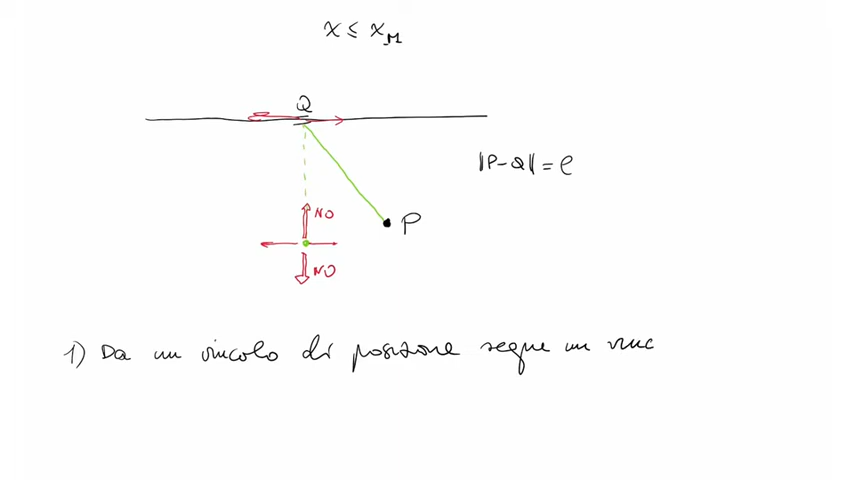 x ≤ x_M
Q
||P-Q|| = l
NO
P
NO
1) Da un vincolo di posizione segue un vinc